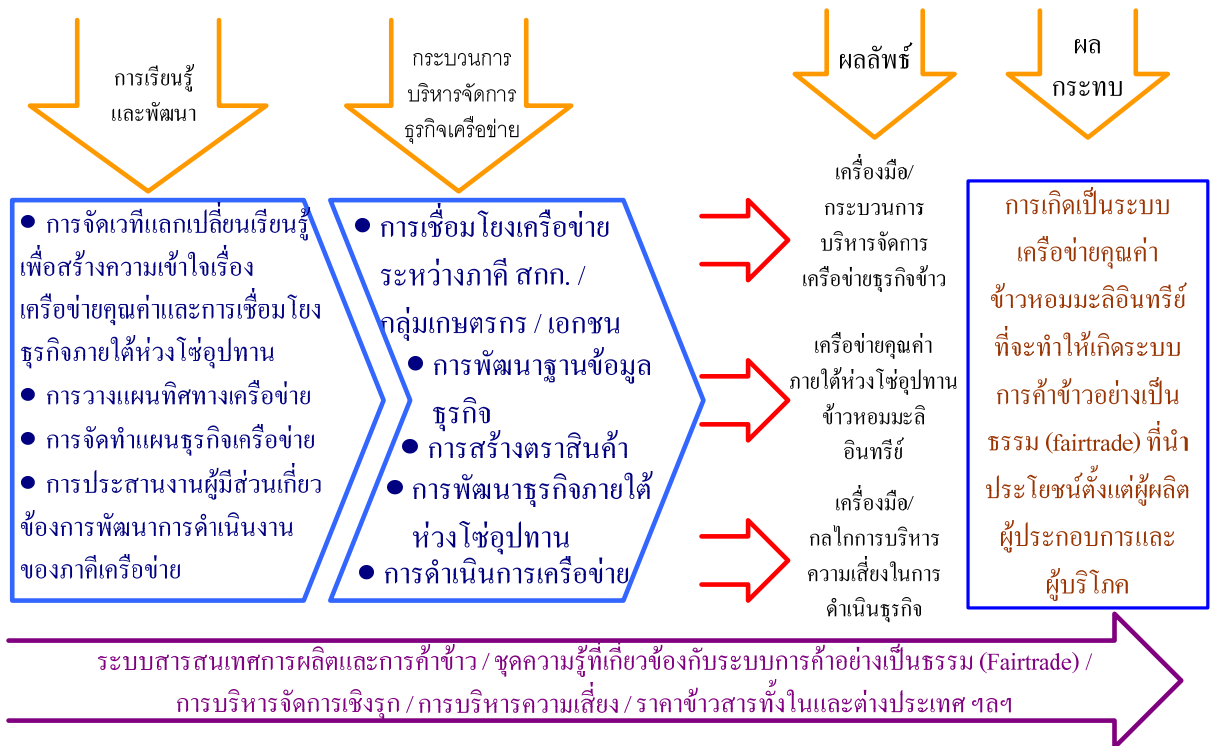 การเรียนรู้
และพัฒนา
กระบวนการ
บริหารจัดการ
ธุรกิจเครือข่าย
ผลลัพธ์
ผล
กระทบ
● การจัดเวทีแลกเปลี่ยนเรียนรู้
เพื่อสร้างความเข้าใจเรื่อง
เครือข่ายคุณค่าและการเชื่อมโยง
ธุรกิจภายใต้ห่วงโซ่อุปทาน
● การวางแผนทิศทางเครือข่าย
● การจัดทำแผนธุรกิจเครือข่าย
● การประสานงานผู้มีส่วนเกี่ยว
ข้องการพัฒนาการดำเนินงาน
ของภาคีเครือข่าย
● การเชื่อมโยงเครือข่าย
ระหว่างภาคี สกก. /
กลุ่มเกษตรกร / เอกชน
● การพัฒนาฐานข้อมูล
ธุรกิจ
● การสร้างตราสินค้า
● การพัฒนาธุรกิจภายใต้
ห่วงโซ่อุปทาน
● การดำเนินการเครือข่าย
เครื่องมือ/
กระบวนการ
บริหารจัดการ
เครือข่ายธุรกิจข้าว
เครือข่ายคุณค่า
ภายใต้ห่วงโซ่อุปทาน
ข้าวหอมมะลิ
อินทรีย์
เครื่องมือ/
กลไกการบริหาร
ความเสี่ยงในการ
ดำเนินธุรกิจ
การเกิดเป็นระบบ
เครือข่ายคุณค่า
ข้าวหอมมะลิอินทรีย์
ที่จะทำให้เกิดระบบ
การค้าข้าวอย่างเป็น
ธรรม (fairtrade) ที่นำ
ประโยชน์ตั้งแต่ผู้ผลิต
ผู้ประกอบการและ
ผู้บริโภค
ระบบสารสนเทศการผลิตและการค้าข้าว / ชุดความรู้ที่เกี่ยวข้องกับระบบการค้าอย่างเป็นธรรม (Fairtrade) /
การบริหารจัดการเชิงรุก / การบริหารความเสี่ยง / ราคาข้าวสารทั้งในและต่างประเทศ ฯลฯ